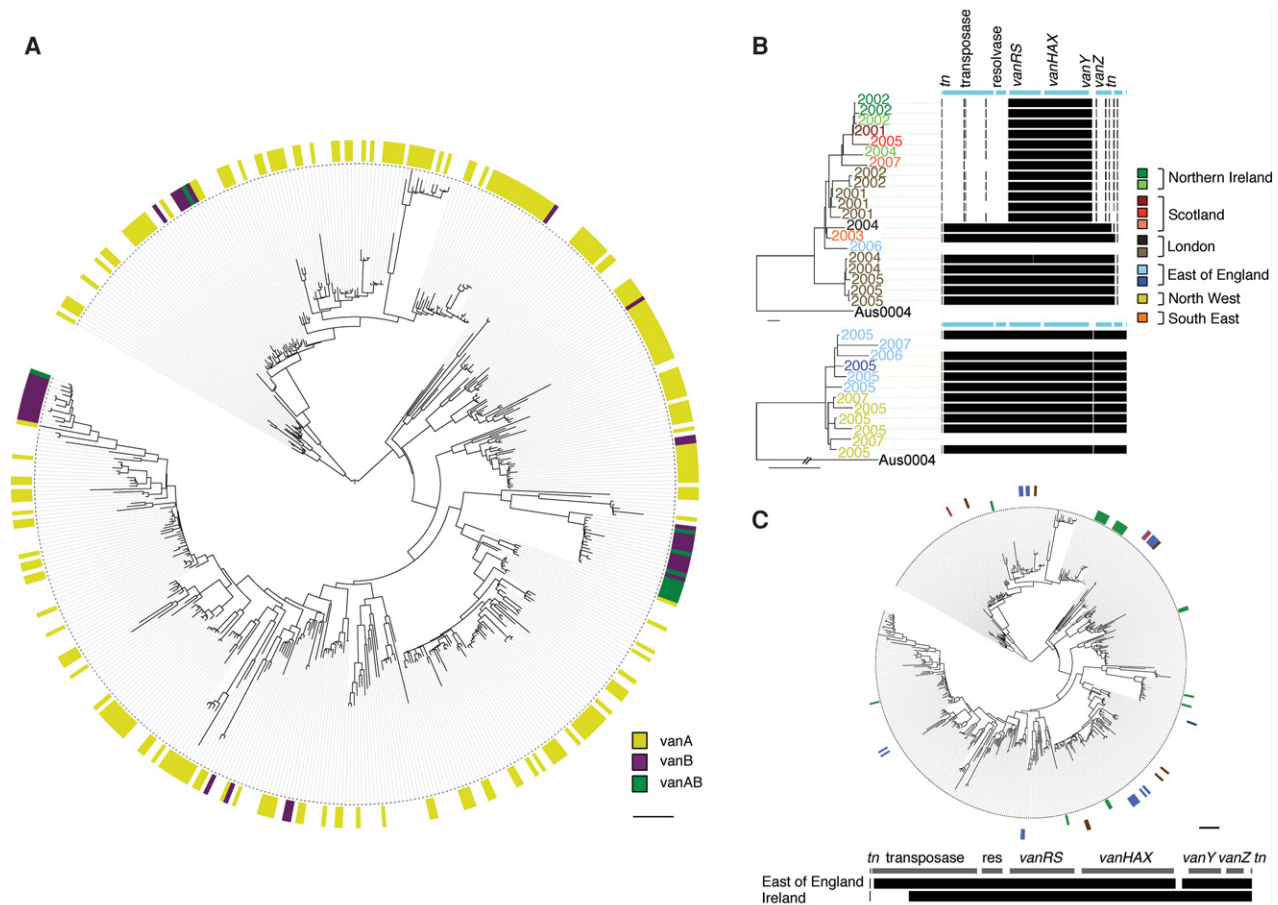 A
vanA
vanB
vanAB
B
tn
transposase
resolvase
vanRS
vanHAX
vanY
vanZ
tn
2002
2002
2002
2001
2005
2004
2007
2002
2002
2001
2001
2001
2004
2003
2006
2004
2004
2005
2005
2005
Aus0004
Northern Ireland
Scotland
London
East of England
North West
South East
2005
2007
2006
2005
2005
2005
2007
2005
2005
2005
2007
2005
Aus0004
C
tn transposase res vanRS vanHAX vanY vanZ tn
East of England
Ireland